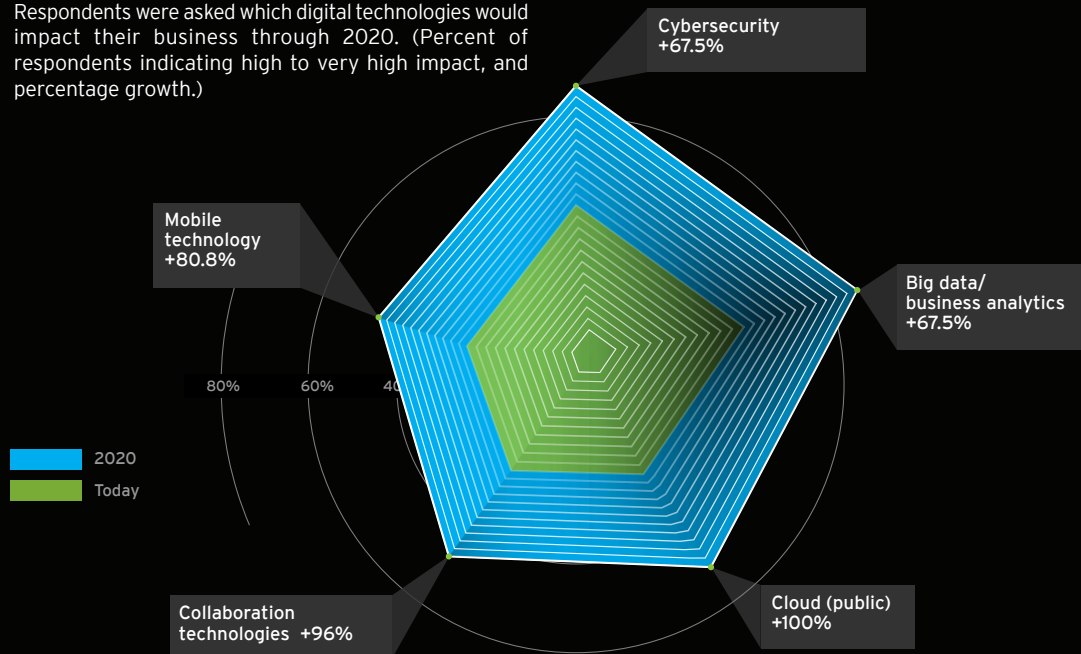 Respondents were asked which digital technologies would
impact their business through 2020. (Percent of
respondents indicating high to very high impact, and
percentage growth.)
Cybersecurity
+67.5%
Mobile
technology
+80.8%
Big data/
business analytics
+67.5%
80%
60%
40
2020
Today
Collaboration
technologies +96%
Cloud (public)
+100%